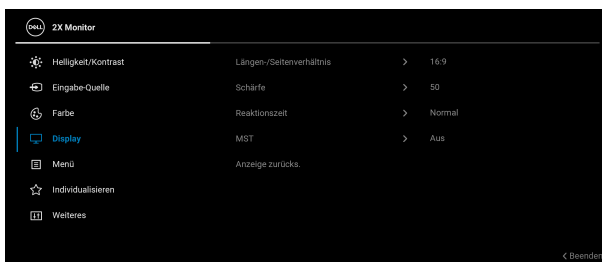 DELL 2X Monitor
Helligkeit/Kontrast Längen-/Seitenverhältnis 16:9
Eingabe-Quelle Schärfe 50
Farbe Reaktionszeit Normal
Display MST Aus
Menü Anzeige zurücks.
Individualisieren
Weiteres
Beenden